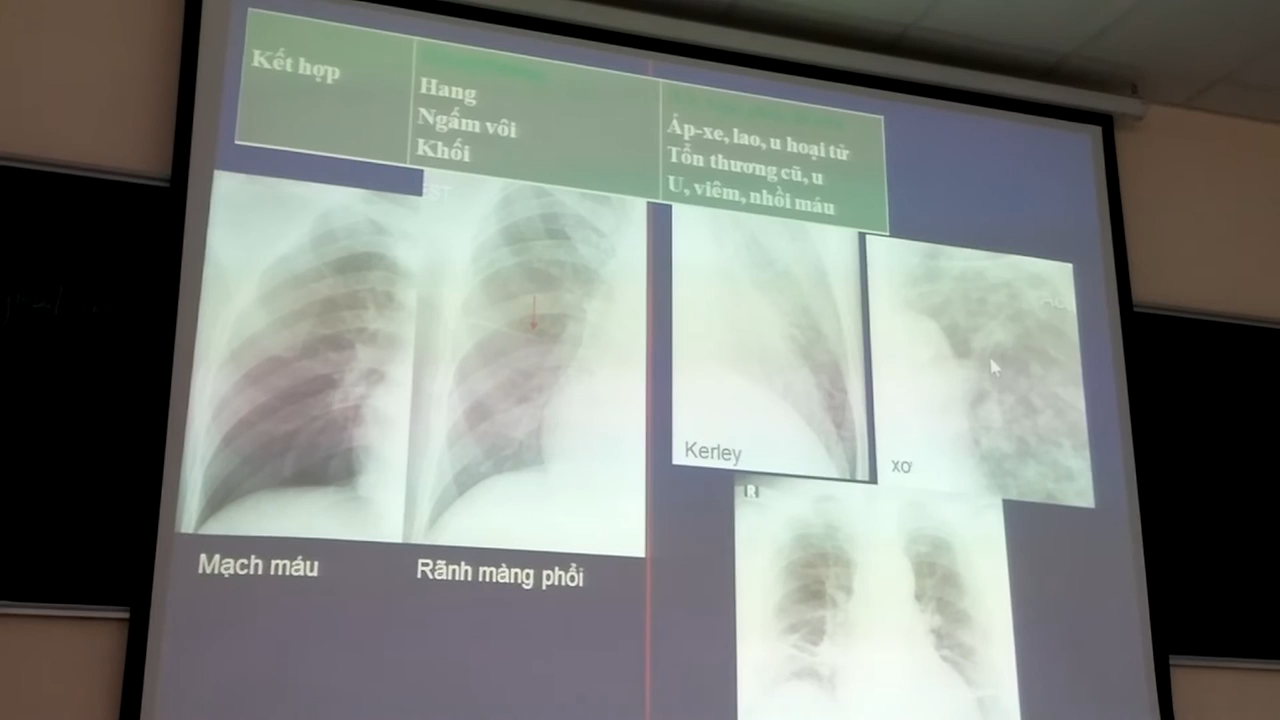 Kết hợp
Hang
Ngấm vôi
Khối
Áp-xe, lao, u hoại tử
Tổn thương cũ, u
U, viêm, nhồi máu
Kerley
xơ
R
Mạch máu
Rãnh màng phổi